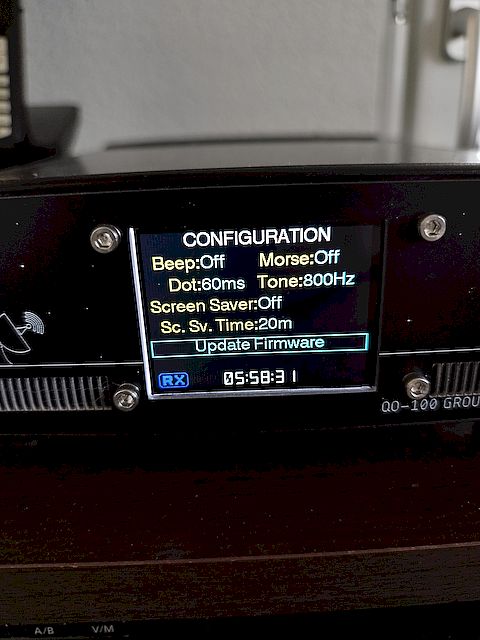 CONFIGURATION
Beep:Off Morse:Off
Dot:60ms Tone:800Hz
Screen Saver:Off
Sc. Sv. Time:20m
Update Firmware
RX 05:58:31
QO-100 GROU
A/B V/M